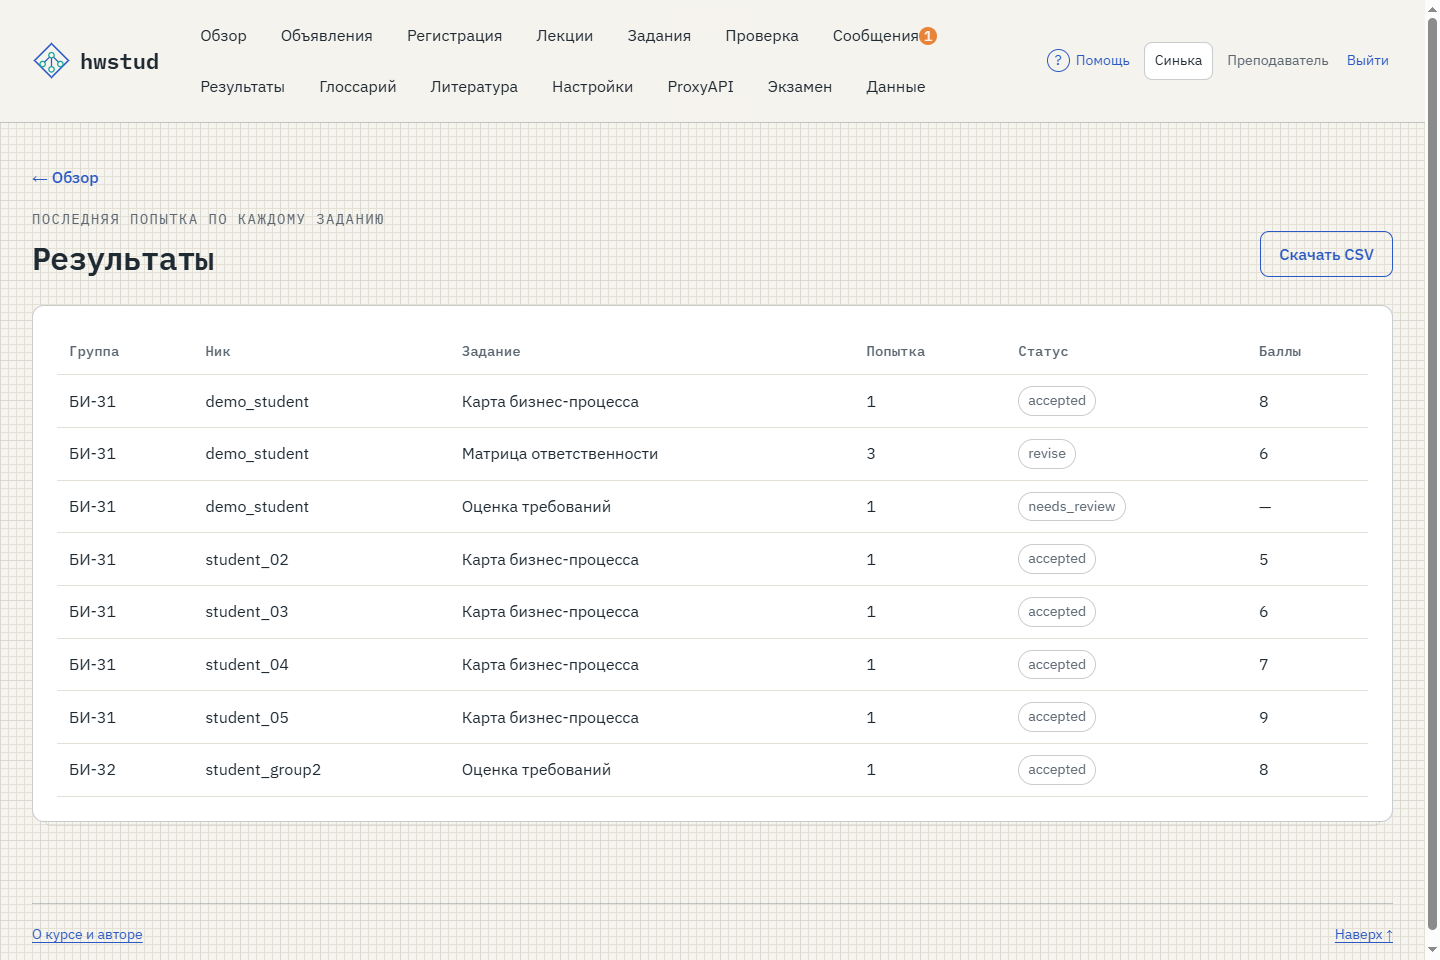 hwstud
Обзор Объявления Регистрация Лекции Задания Проверка Сообщения 1
Результаты Глоссарий Литература Настройки ProxyAPI Экзамен Данные
? Помощь Синька Преподаватель Выйти
← Обзор
ПОСЛЕДНЯЯ ПОПЫТКА ПО КАЖДОМУ ЗАДАНИЮ
Результаты
Скачать CSV
Группа Ник Задание Попытка Статус Баллы
БИ-31 demo_student Карта бизнес-процесса 1 accepted 8
БИ-31 demo_student Матрица ответственности 3 revise 6
БИ-31 demo_student Оценка требований 1 needs_review —
БИ-31 student_02 Карта бизнес-процесса 1 accepted 5
БИ-31 student_03 Карта бизнес-процесса 1 accepted 6
БИ-31 student_04 Карта бизнес-процесса 1 accepted 7
БИ-31 student_05 Карта бизнес-процесса 1 accepted 9
БИ-32 student_group2 Оценка требований 1 accepted 8
О курсе и авторе Наверх ↑